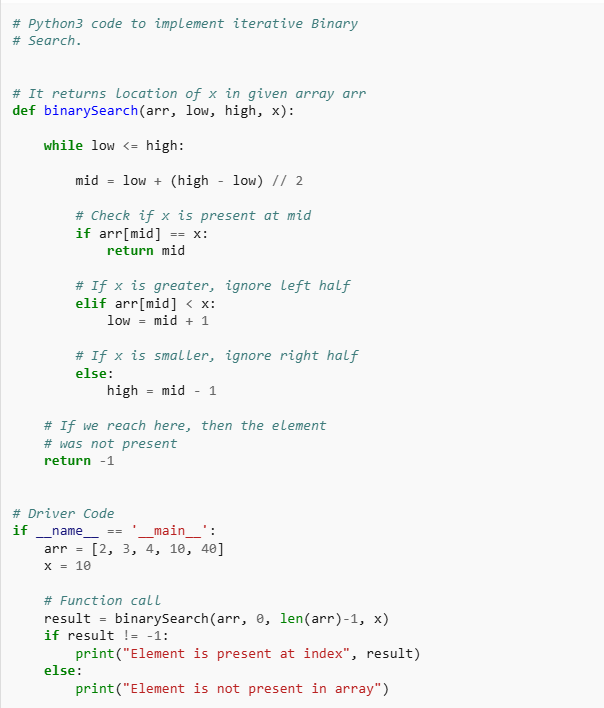 # Python3 code to implement iterative Binary
# Search.
# It returns location of x in given array arr
def binarySearch(arr, low, high, x):
    while low <= high:
        mid = low + (high - low) // 2
        # Check if x is present at mid
        if arr[mid] == x:
            return mid
        # If x is greater, ignore left half
        elif arr[mid] < x:
            low = mid + 1
        # If x is smaller, ignore right half
        else:
            high = mid - 1
    # If we reach here, then the element
    # was not present
    return -1
# Driver Code
if __name__ == '__main__':
    arr = [2, 3, 4, 10, 40]
    x = 10
    # Function call
    result = binarySearch(arr, 0, len(arr)-1, x)
    if result != -1:
        print("Element is present at index", result)
    else:
        print("Element is not present in array")